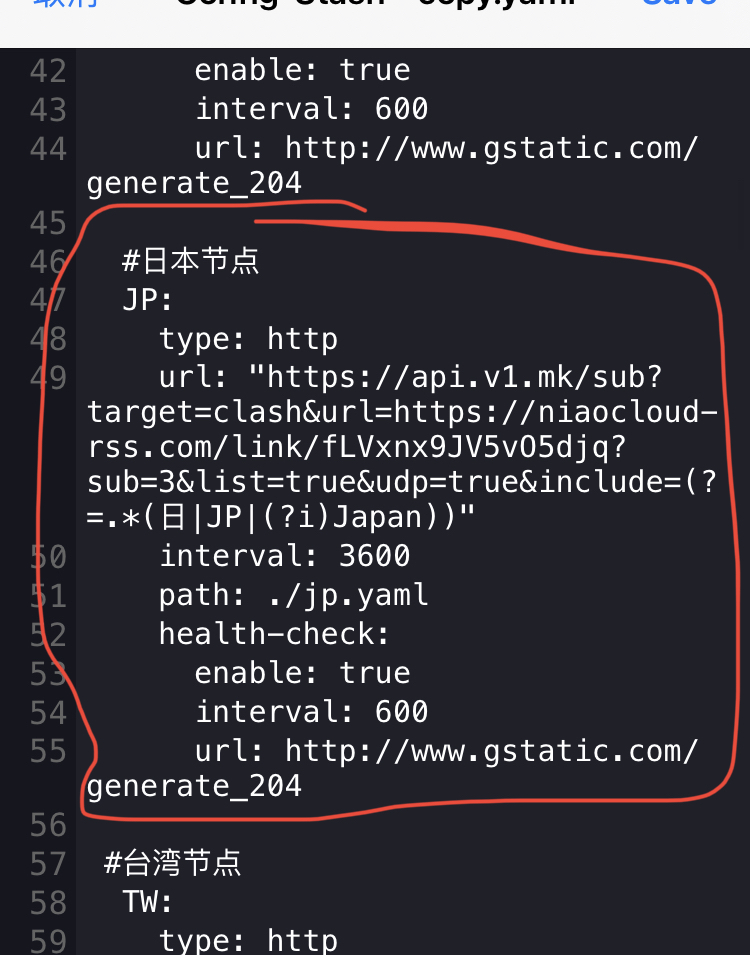 取消 Config-Stash - copy.yaml Save
42 enable: true
43 interval: 600
44 url: http://www.gstatic.com/
generate_204
45
46 #日本节点
47 JP:
48 type: http
49 url: "https://api.v1.mk/sub?
target=clash&url=https://niaocloud-
rss.com/link/fLVxnx9JV5vO5djq?
sub=3&list=true&udp=true&include=(?
=.*(日|JP|(?i)Japan))"
50 interval: 3600
51 path: ./jp.yaml
52 health-check:
53 enable: true
54 interval: 600
55 url: http://www.gstatic.com/
generate_204
56
57 #台湾节点
58 TW:
59 type: http